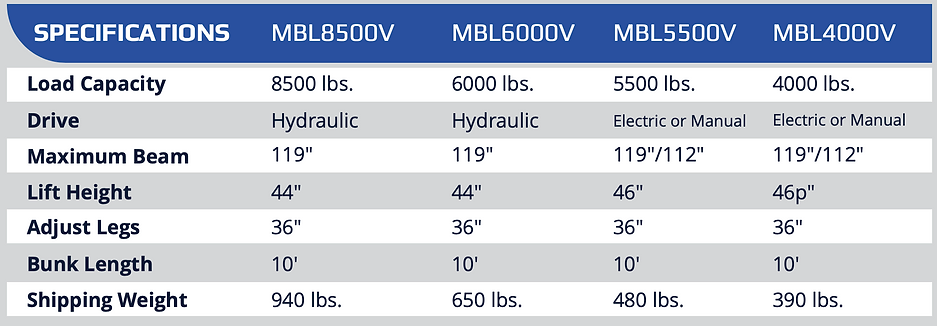 SPECIFICATIONS MBL8500V MBL6000V MBL5500V MBL4000V
Load Capacity 8500 lbs. 6000 lbs. 5500 lbs. 4000 lbs.
Drive Hydraulic Hydraulic Electric or Manual Electric or Manual
Maximum Beam 119" 119" 119"/112" 119"/112"
Lift Height 44" 44" 46" 46p"
Adjust Legs 36" 36" 36" 36"
Bunk Length 10' 10' 10' 10'
Shipping Weight 940 lbs. 650 lbs. 480 lbs. 390 lbs.